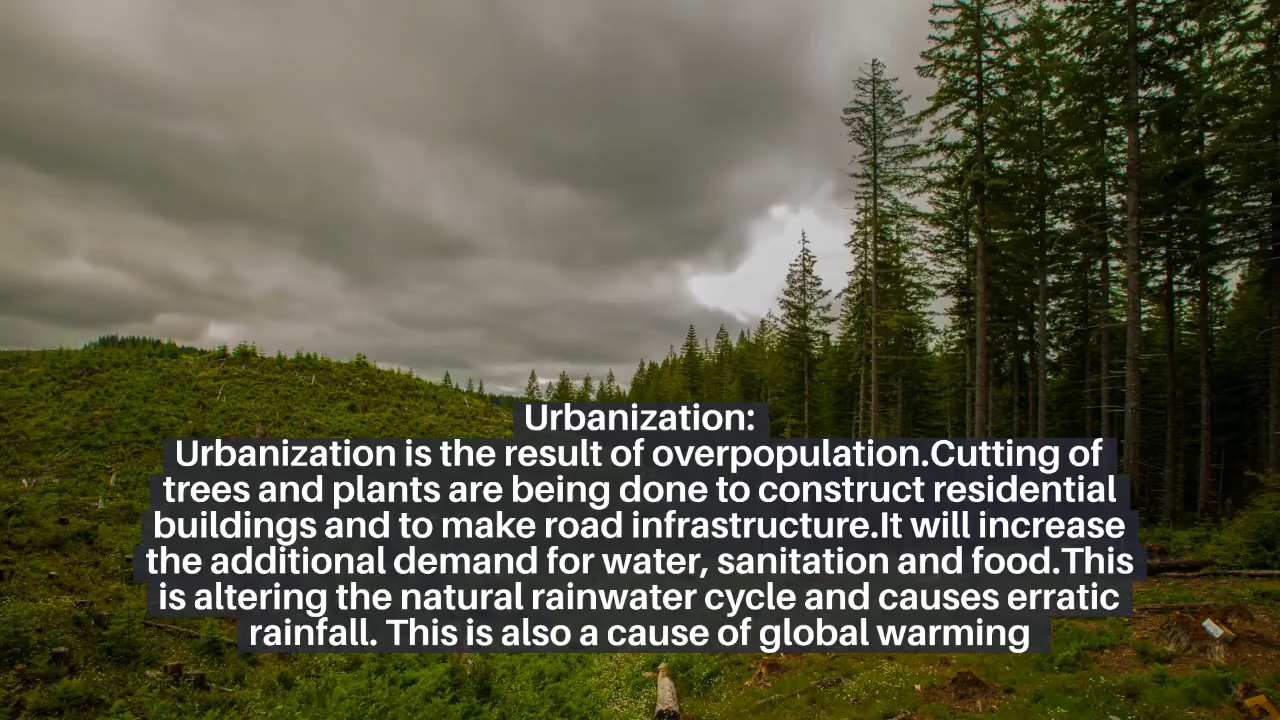 Urbanization:
Urbanization is the result of overpopulation.Cutting of
trees and plants are being done to construct residential
buildings and to make road infrastructure.It will increase
the additional demand for water, sanitation and food.This
is altering the natural rainwater cycle and causes erratic
rainfall. This is also a cause of global warming